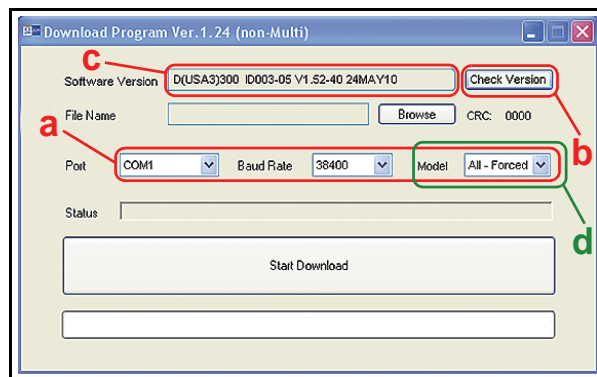 Download Program Ver.1.24 (non-Multi)
c
Software Version D(USA3)300 ID003-05 V1.52-40 24MAY10 Check Version
File Name Browse CRC: 0000
a
b
Port COM1 Baud Rate 38400 Model All - Forced
Status
d
Start Download